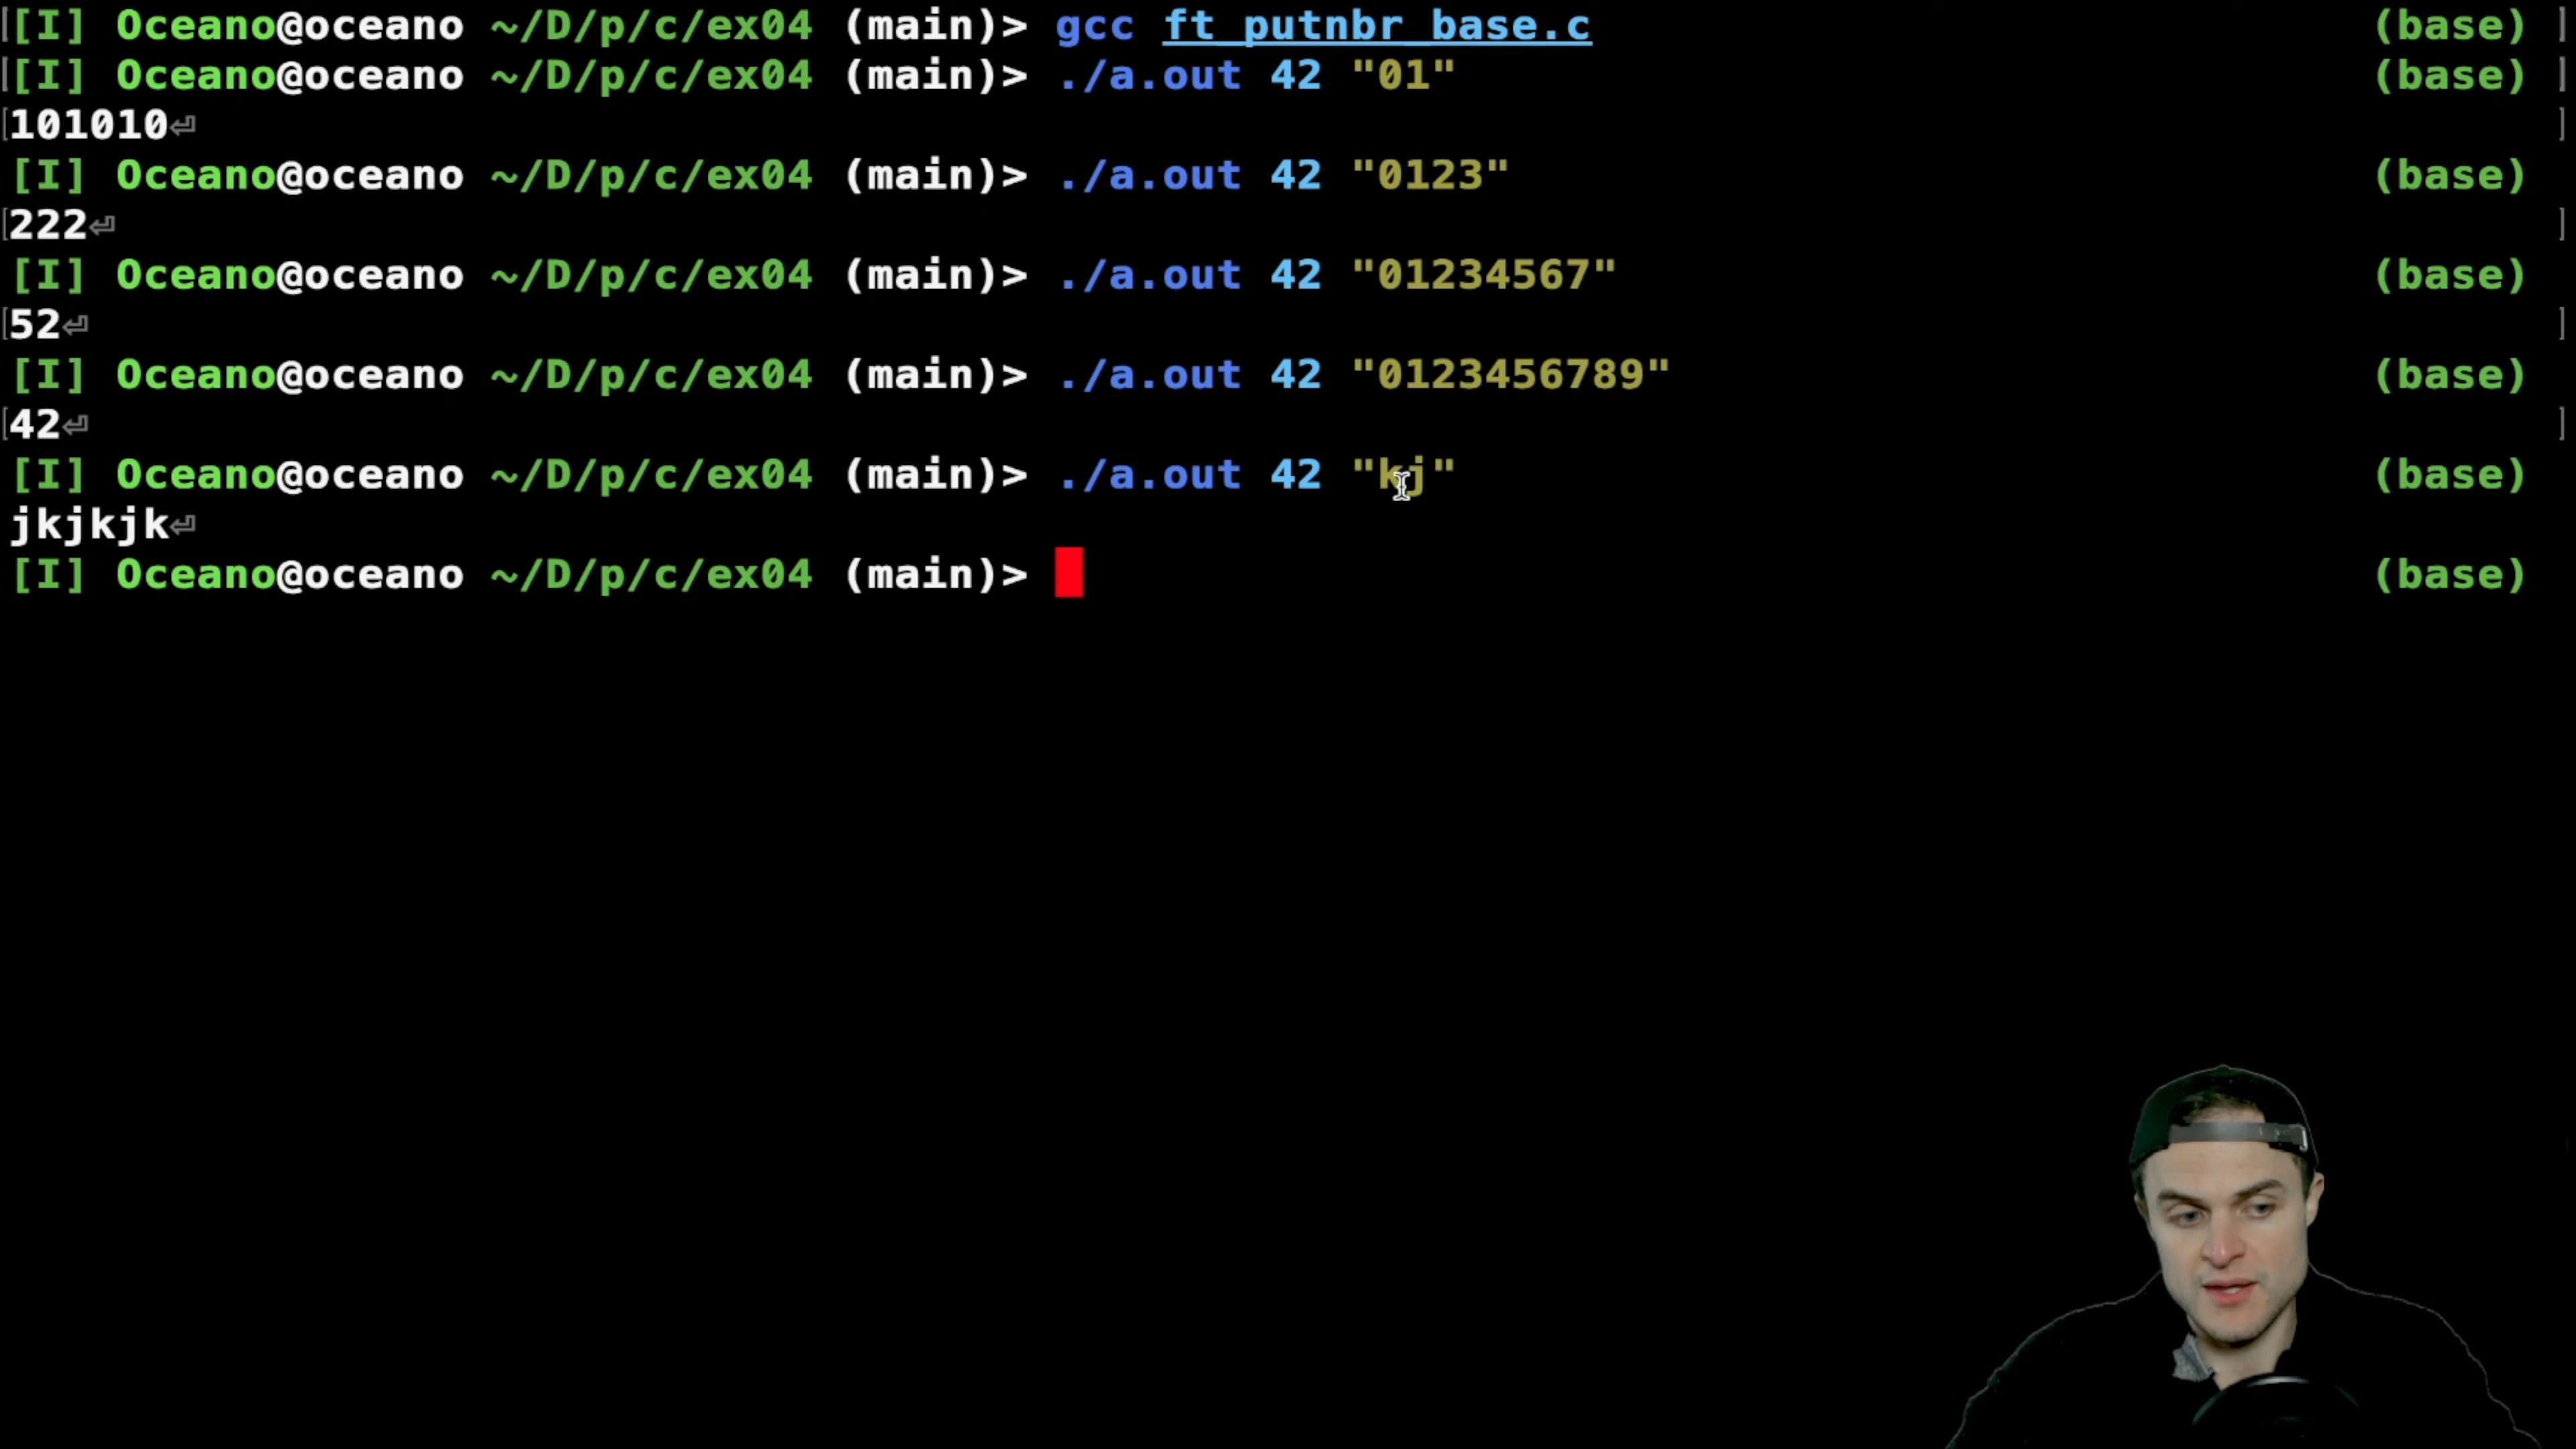 [I] Oceano@oceano ~/D/p/c/ex04 (main)> gcc ft_putnbr_base.c (base)
[I] Oceano@oceano ~/D/p/c/ex04 (main)> ./a.out 42 "01" (base)
101010⏎
[I] Oceano@oceano ~/D/p/c/ex04 (main)> ./a.out 42 "0123" (base)
222⏎
[I] Oceano@oceano ~/D/p/c/ex04 (main)> ./a.out 42 "01234567" (base)
52⏎
[I] Oceano@oceano ~/D/p/c/ex04 (main)> ./a.out 42 "0123456789" (base)
42⏎
[I] Oceano@oceano ~/D/p/c/ex04 (main)> ./a.out 42 "kj" (base)
jkjkjk⏎
[I] Oceano@oceano ~/D/p/c/ex04 (main)> (base)